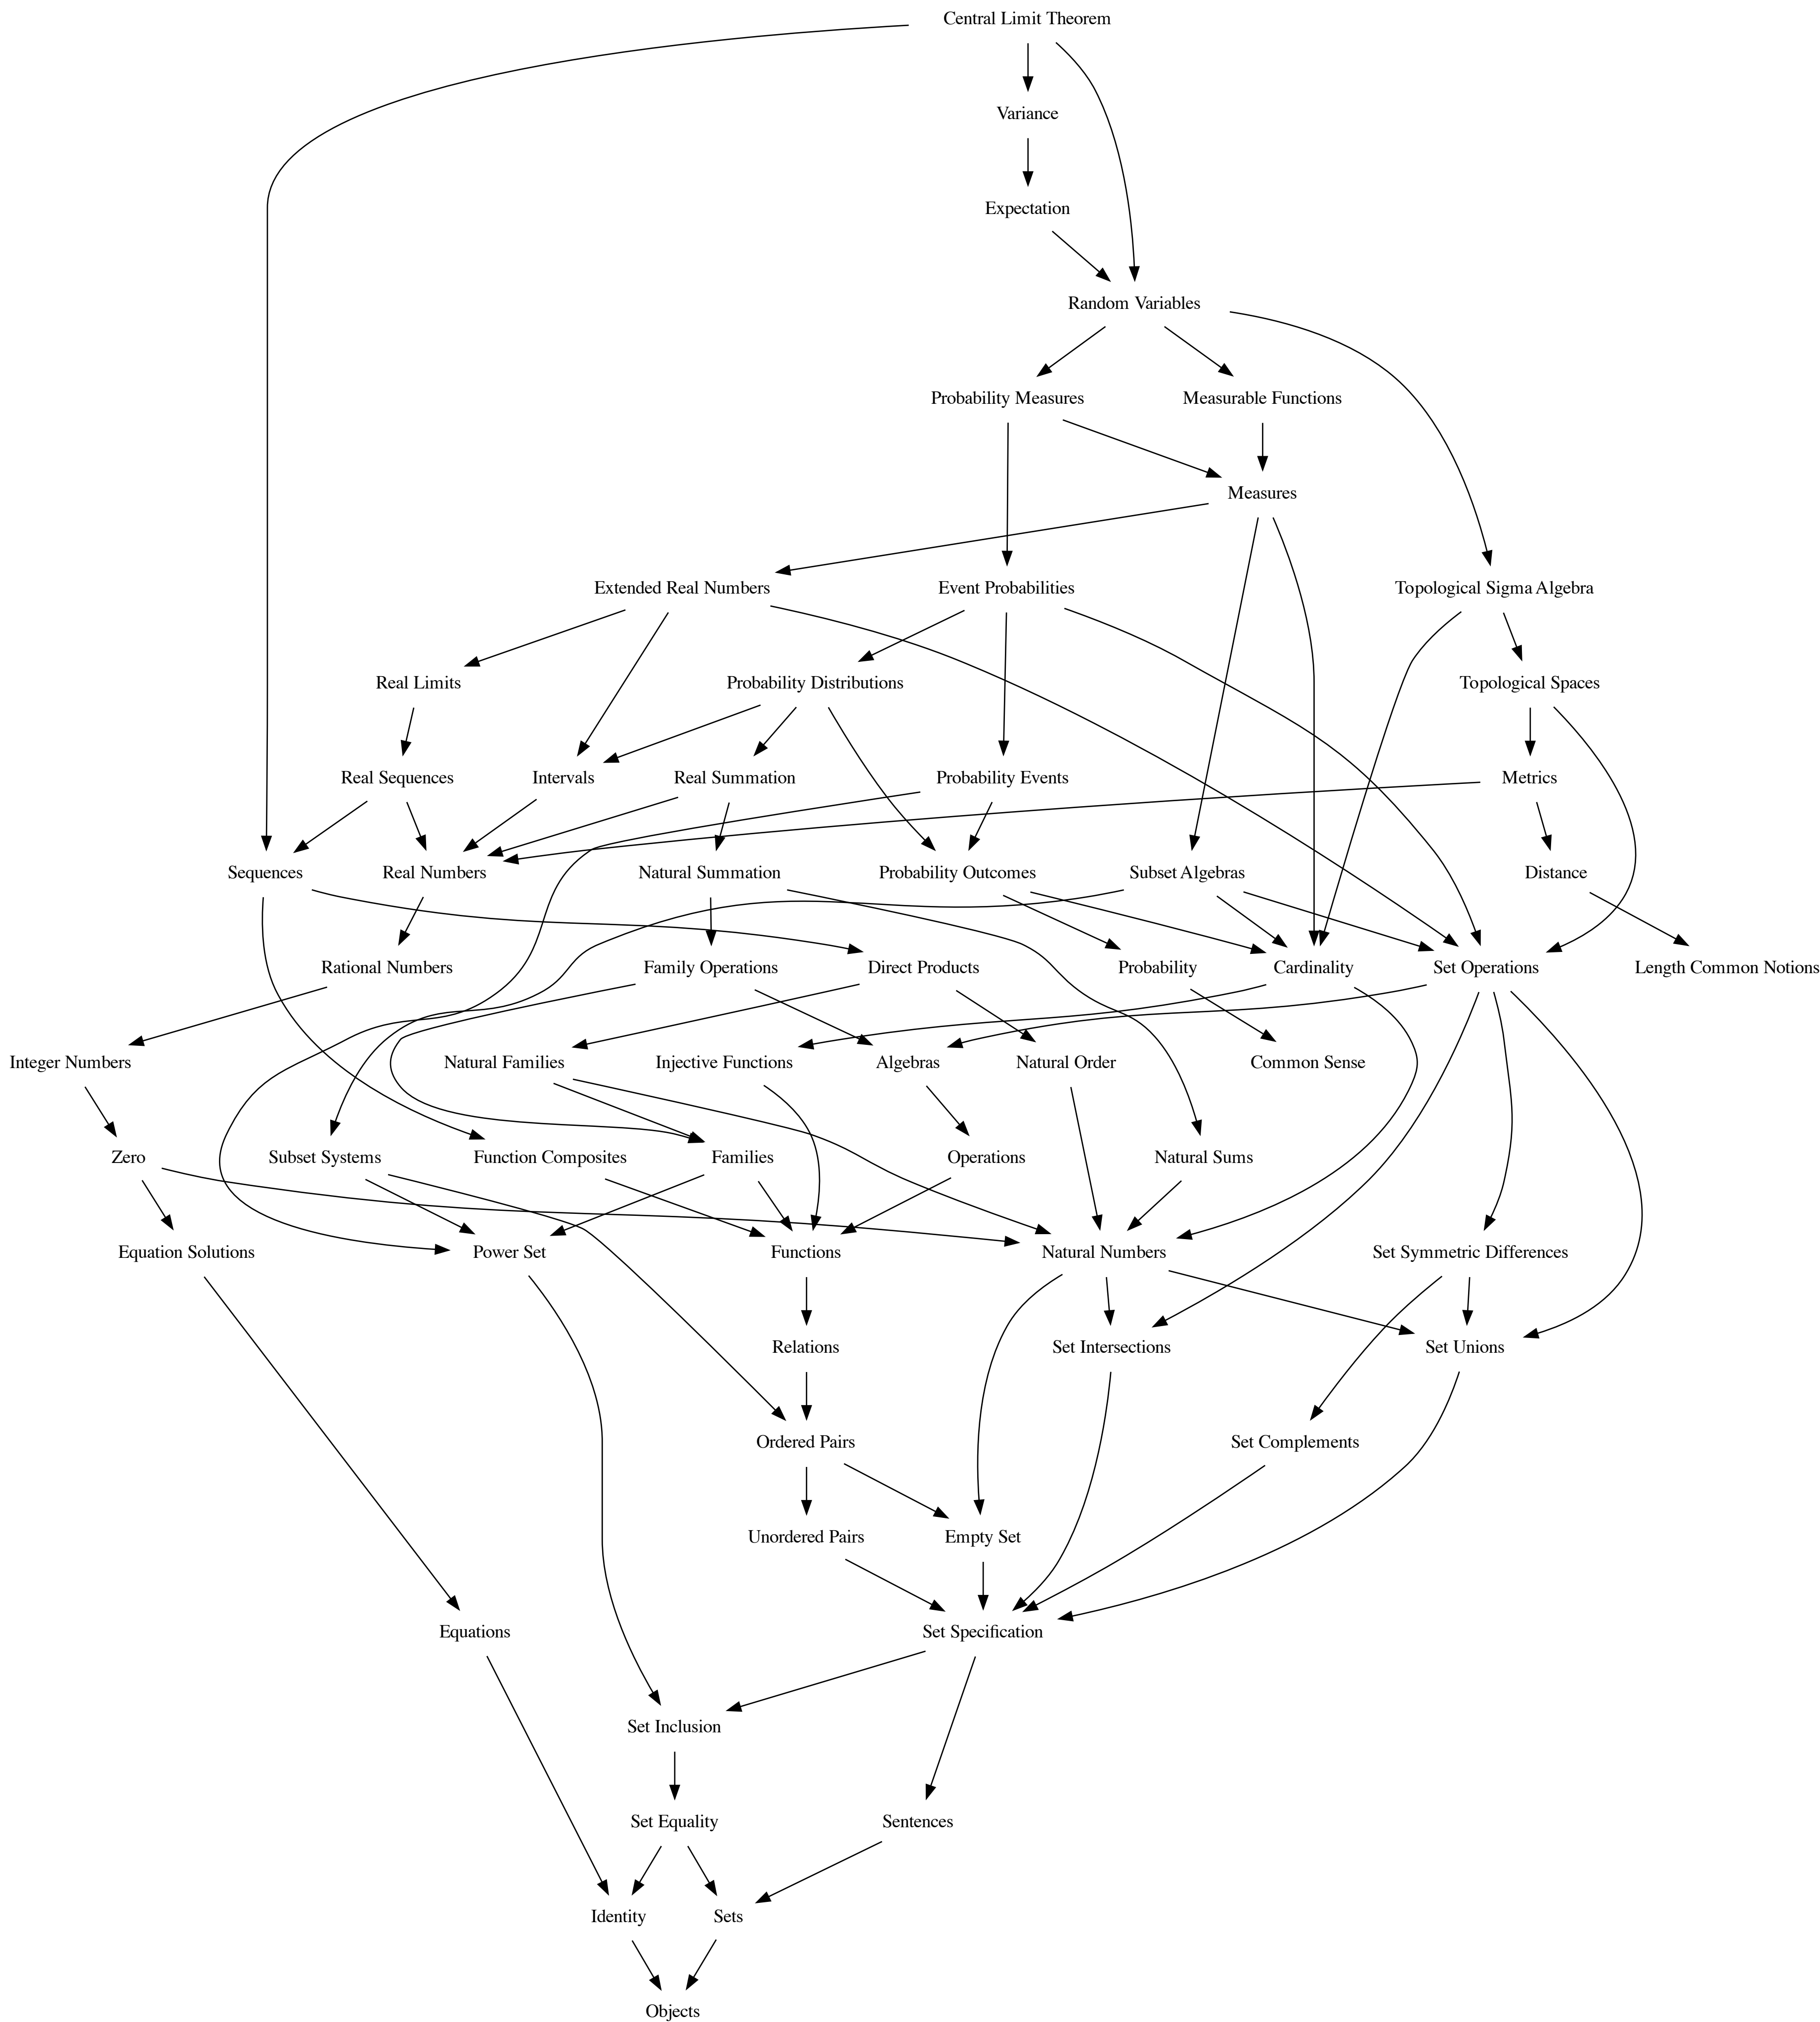 Central Limit Theorem
Variance
Expectation
Random Variables
Probability Measures
Measurable Functions
Measures
Extended Real Numbers
Event Probabilities
Topological Sigma Algebra
Real Limits
Probability Distributions
Topological Spaces
Real Sequences
Intervals
Real Summation
Probability Events
Metrics
Sequences
Real Numbers
Natural Summation
Probability Outcomes
Subset Algebras
Distance
Rational Numbers
Family Operations
Direct Products
Probability
Cardinality
Set Operations
Length Common Notions
Integer Numbers
Natural Families
Injective Functions
Algebras
Natural Order
Common Sense
Zero
Subset Systems
Function Composites
Families
Operations
Natural Sums
Equation Solutions
Power Set
Functions
Natural Numbers
Set Symmetric Differences
Relations
Set Intersections
Set Unions
Ordered Pairs
Set Complements
Unordered Pairs
Empty Set
Equations
Set Specification
Set Inclusion
Set Equality
Sentences
Identity
Sets
Objects